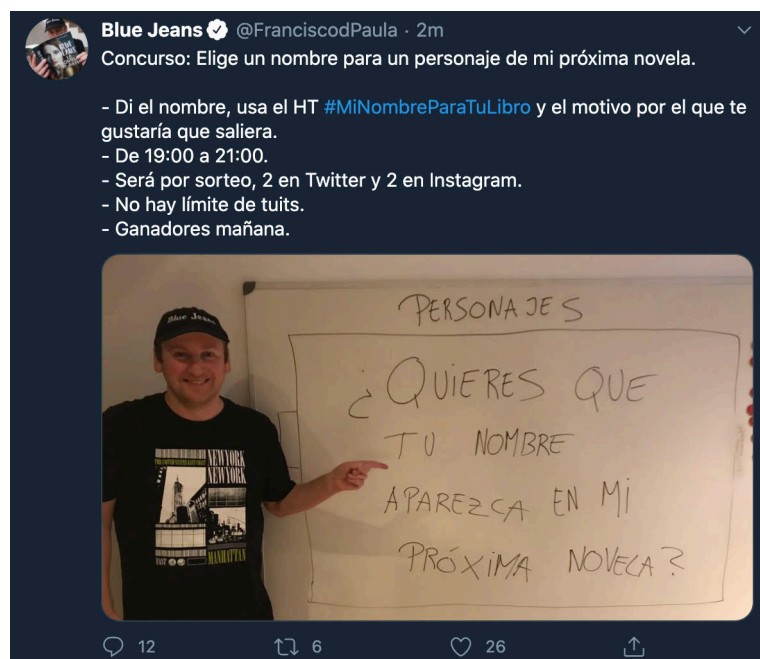 Blue Jeans @FranciscodPaula · 2m
Concurso: Elige un nombre para un personaje de mi próxima novela.
- Di el nombre, usa el HT #MiNombreParaTuLibro y el motivo por el que te
gustaría que saliera.
- De 19:00 a 21:00.
- Será por sorteo, 2 en Twitter y 2 en Instagram.
- No hay límite de tuits.
- Ganadores mañana.
PERSONAJES
¿QUIERES QUE
TU NOMBRE
APAREZCA EN MI
PRÓXIMA NOVELA?
Blue Jeans
NEW YORK
NEW YORK
MANHATTAN
12 6 26